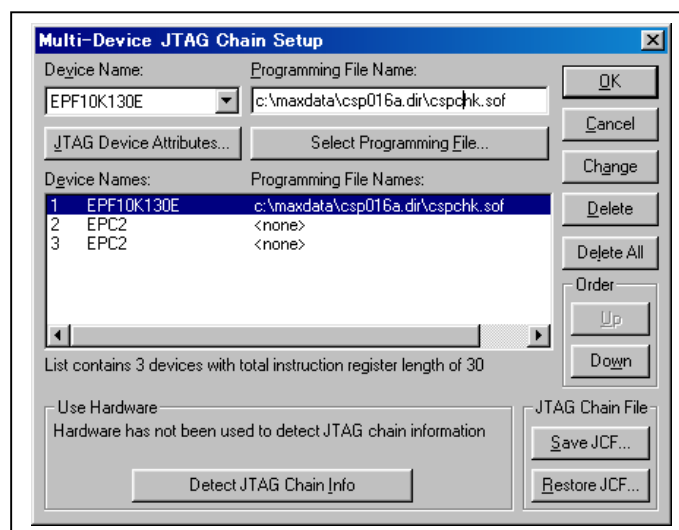 Multi-Device JTAG Chain Setup
Device Name:
Programming File Name:
EPF10K130E
c:\maxdata\csp016a.dir\cspchk.sof
OK
JTAG Device Attributes...
Select Programming File...
Cancel
Change
Device Names:
Programming File Names:
1 EPF10K130E c:\maxdata\csp016a.dir\cspchk.sof
2 EPC2 <none>
3 EPC2 <none>
Delete
Delete All
Order
Up
Down
List contains 3 devices with total instruction register length of 30
Use Hardware
Hardware has not been used to detect JTAG chain information
Detect JTAG Chain Info
JTAG Chain File
Save JCF...
Restore JCF...